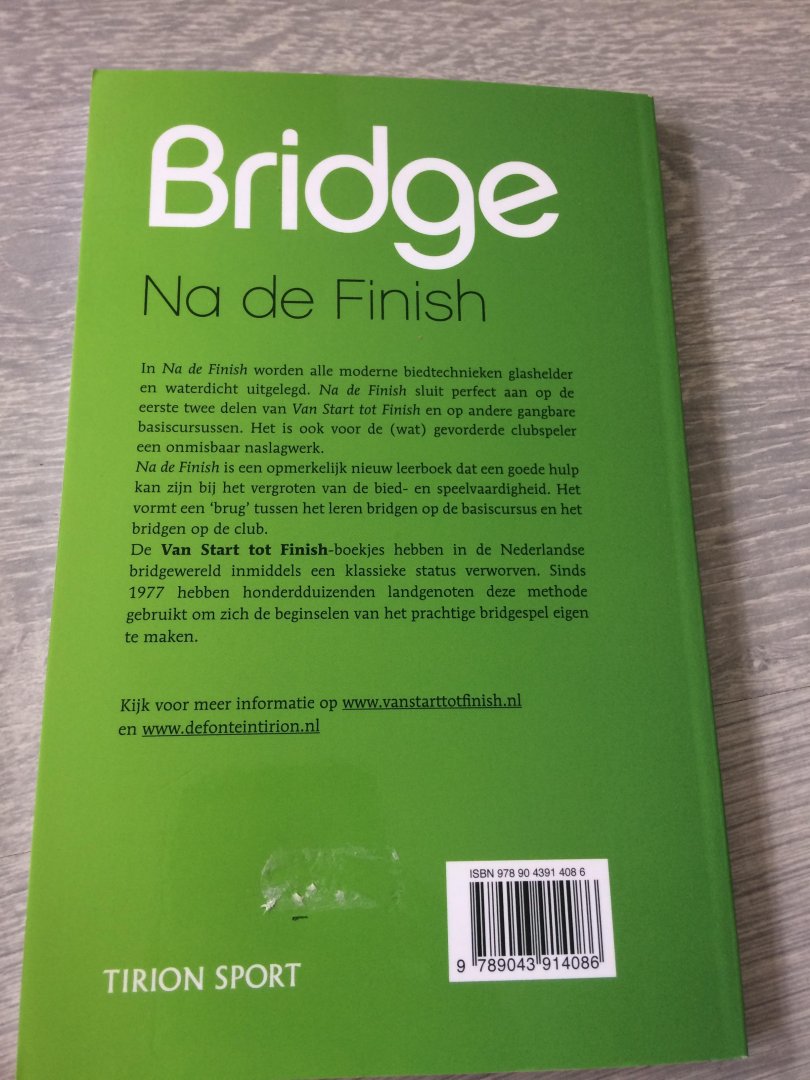 Bridge
Na de Finish
In Na de Finish worden alle moderne biedtechnieken glashelder
en waterdicht uitgelegd. Na de Finish sluit perfect aan op de
eerste twee delen van Van Start tot Finish en op andere gangbare
basiscursussen. Het is ook voor de (wat) gevorderde clubspeler
een onmisbaar naslagwerk.
Na de Finish is een opmerkelijk nieuw leerboek dat een goede hulp
kan zijn bij het vergroten van de bied- en speelvaardigheid. Het
vormt een ‘brug’ tussen het leren bridgen op de basiscursus en het
bridgen op de club.
De Van Start tot Finish-boekjes hebben in de Nederlandse
bridgewereld inmiddels een klassieke status verworven. Sinds
1977 hebben honderdduizenden landgenoten deze methode
gebruikt om zich de beginselen van het prachtige bridgespel eigen
te maken.
Kijk voor meer informatie op www.vanstarttotfinish.nl
en www.defonteintirion.nl
ISBN 978 90 4391 408 6
9 789043 914086
TIRION SPORT